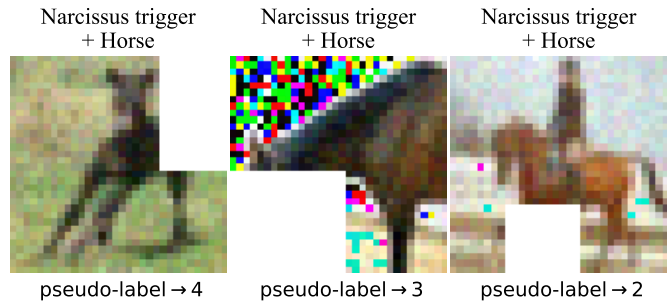 Narcissus trigger
+ Horse
Narcissus trigger
+ Horse
Narcissus trigger
+ Horse
pseudo-label→4
pseudo-label→3
pseudo-label→2